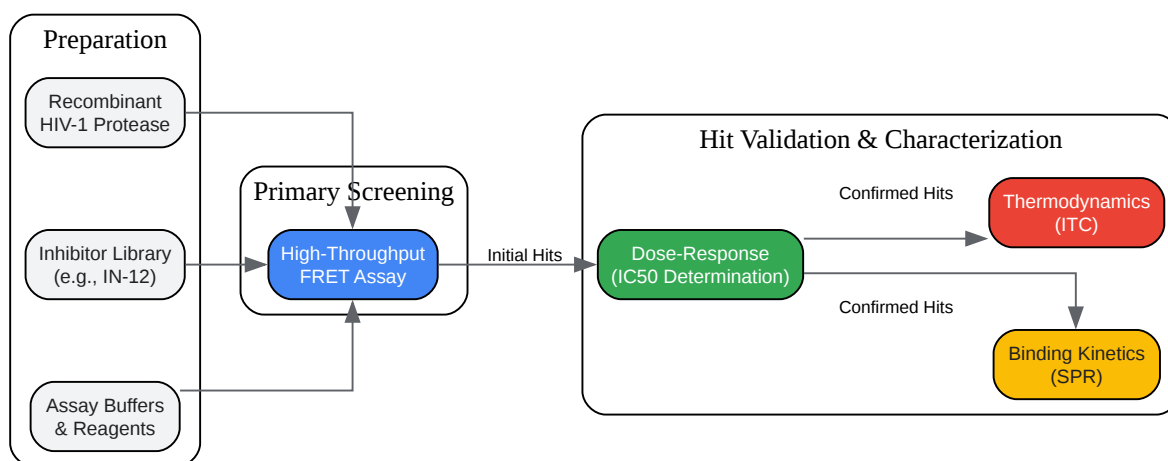 Preparation
Recombinant
HIV-1 Protease
Inhibitor Library
(e.g., IN-12)
Assay Buffers
& Reagents
Primary Screening
High-Throughput
FRET Assay
Initial Hits
Hit Validation & Characterization
Dose-Response
(IC50 Determination)
Confirmed Hits
Thermodynamics
(ITC)
Confirmed Hits
Binding Kinetics
(SPR)